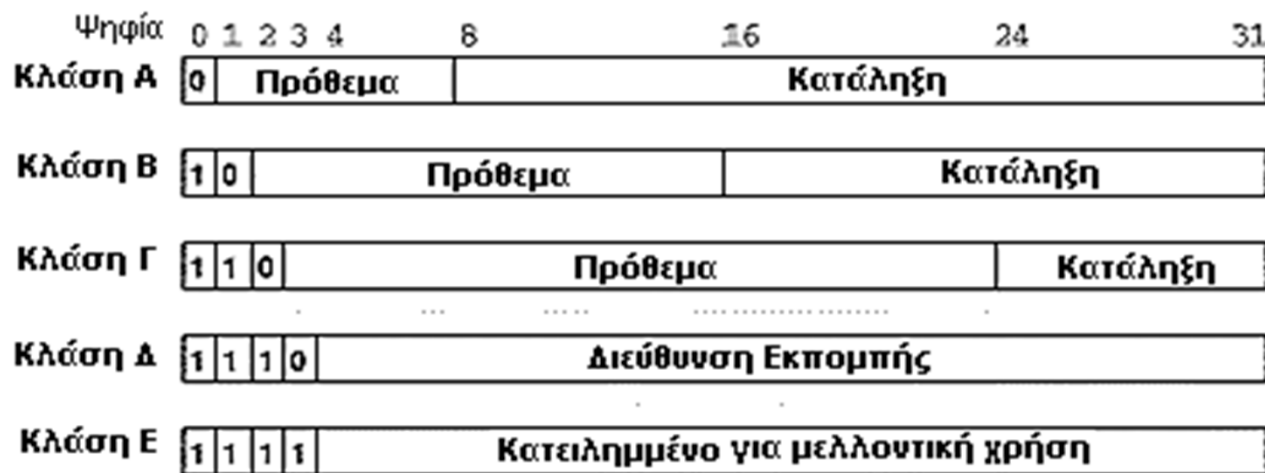 Ψηφία 0 1 2 3 4 8 16 24 31
Κλάση Α 0 Πρόθεμα Κατάληξη
Κλάση Β 1 0 Πρόθεμα Κατάληξη
Κλάση Γ 1 1 0 Πρόθεμα Κατάληξη
Κλάση Δ 1 1 1 0 Διεύθυνση Εκπομπής
Κλάση Ε 1 1 1 1 Κατειλημμένο για μελλοντική χρήση